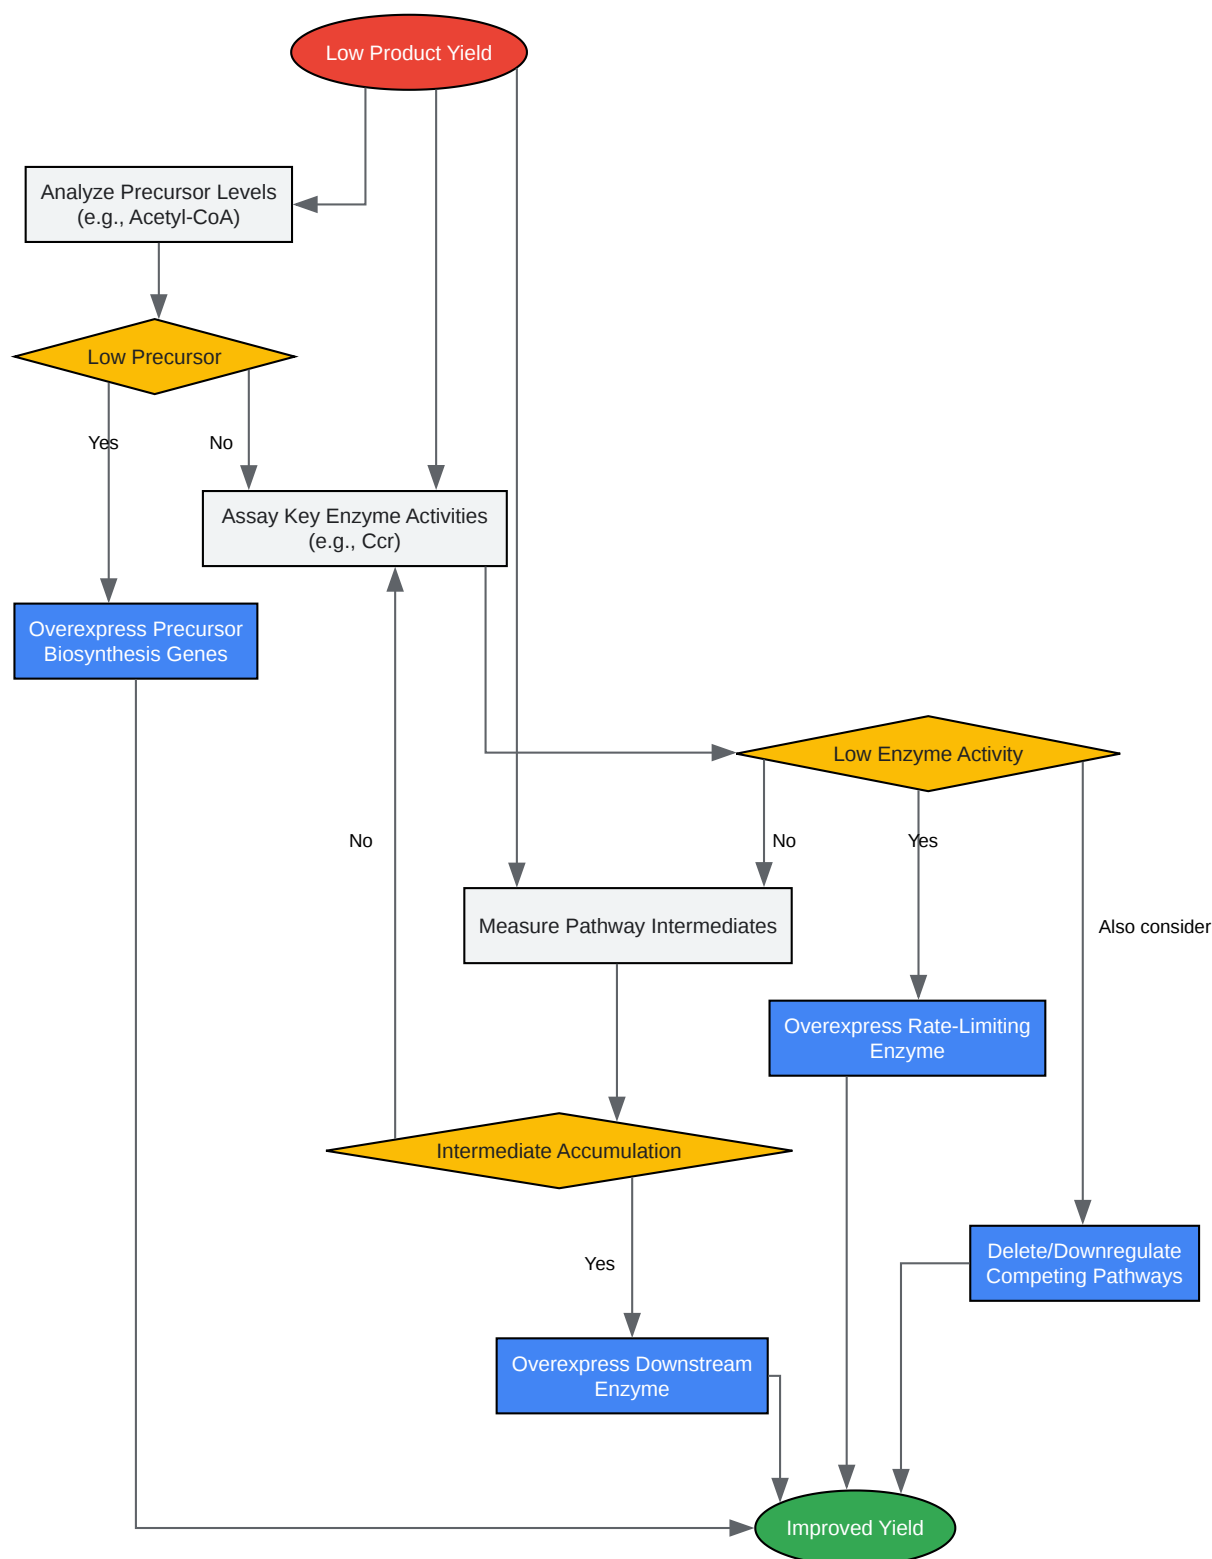 Low Product Yield
Analyze Precursor Levels
(e.g., Acetyl-CoA)
Low Precursor
Yes
No
Assay Key Enzyme Activities
(e.g., Ccr)
Overexpress Precursor
Biosynthesis Genes
Low Enzyme Activity
No
No
Yes
Measure Pathway Intermediates
Also consider
Overexpress Rate-Limiting
Enzyme
Intermediate Accumulation
Yes
Delete/Downregulate
Competing Pathways
Overexpress Downstream
Enzyme
Improved Yield